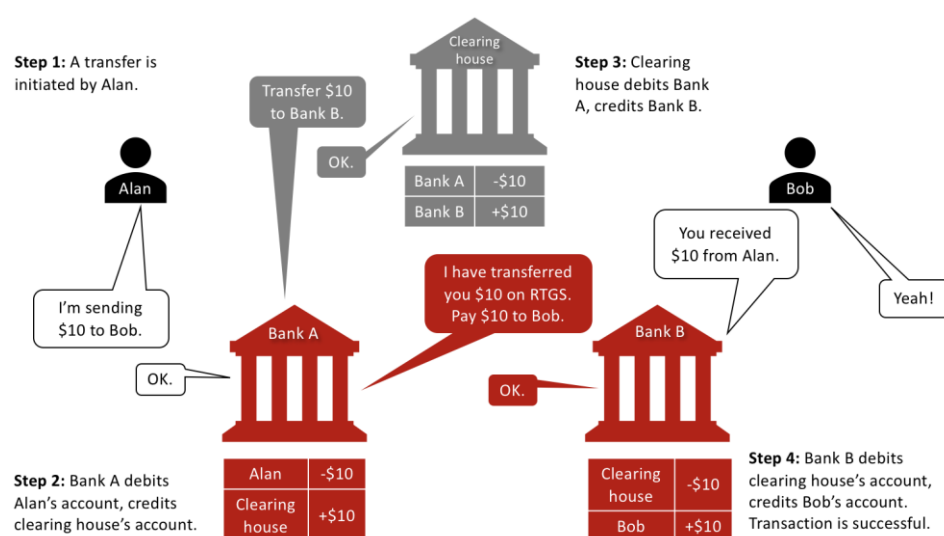 Step 1: A transfer is
initiated by Alan.
Transfer $10
to Bank B.
Clearing
house
OK.
Bank A -$10
Bank B +$10
Step 3: Clearing
house debits Bank
A, credits Bank B.
Alan
I'm sending
$10 to Bob.
OK.
Bank A
I have transferred
you $10 on RTGS.
Pay $10 to Bob.
OK.
Bank B
You received
$10 from Alan.
Bob
Yeah!
Step 2: Bank A debits
Alan's account, credits
clearing house's account.
Alan -$10
Clearing
house +$10
Clearing
house -$10
Bob +$10
Step 4: Bank B debits
clearing house's account,
credits Bob's account.
Transaction is successful.